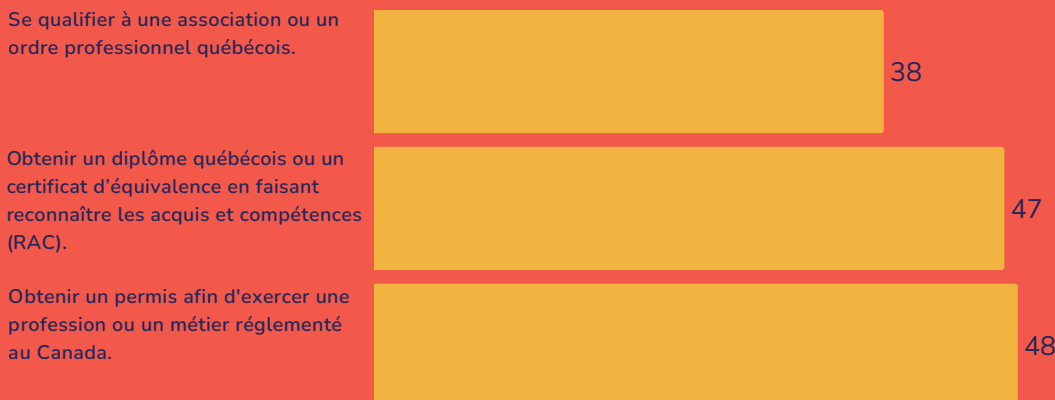 Se qualifier à une association ou un
ordre professionnel québécois.
38
Obtenir un diplôme québécois ou un
certificat d’équivalence en faisant
reconnaître les acquis et compétences
(RAC).
47
Obtenir un permis afin d'exercer une
profession ou un métier réglementé
au Canada.
48